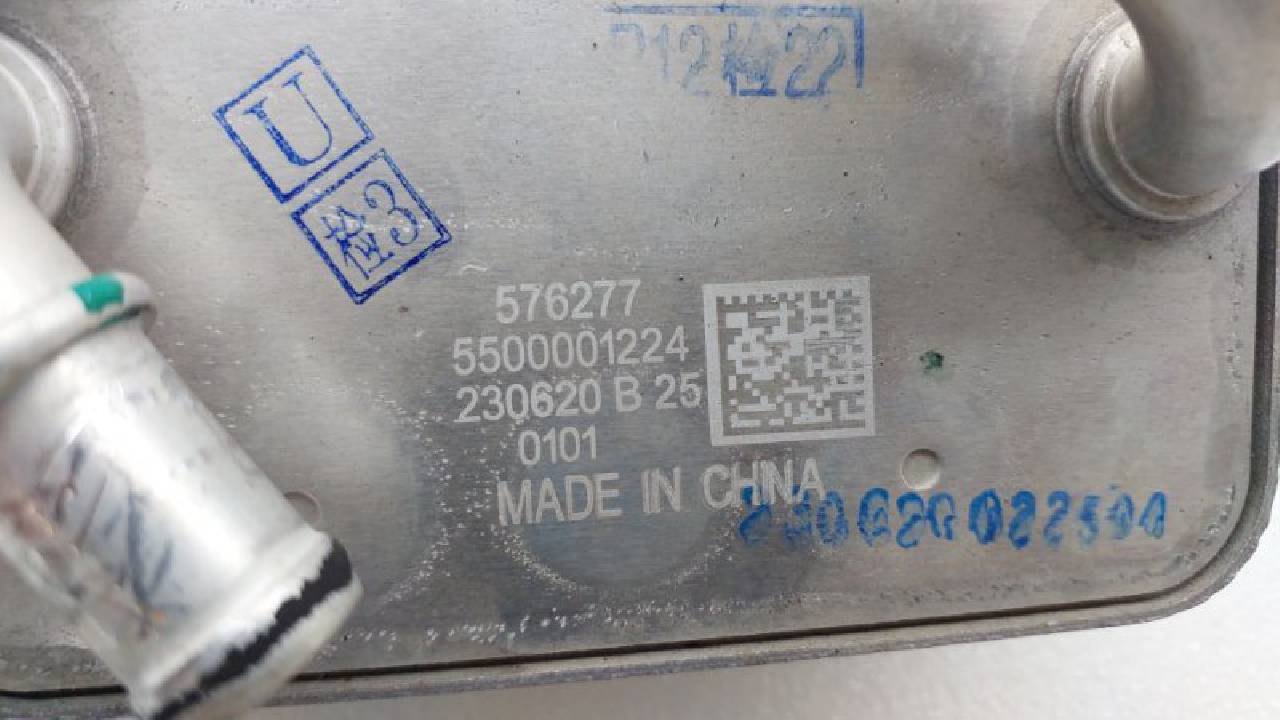 U
检3
576277
5500001224
230620 B 25
0101
MADE IN CHINA